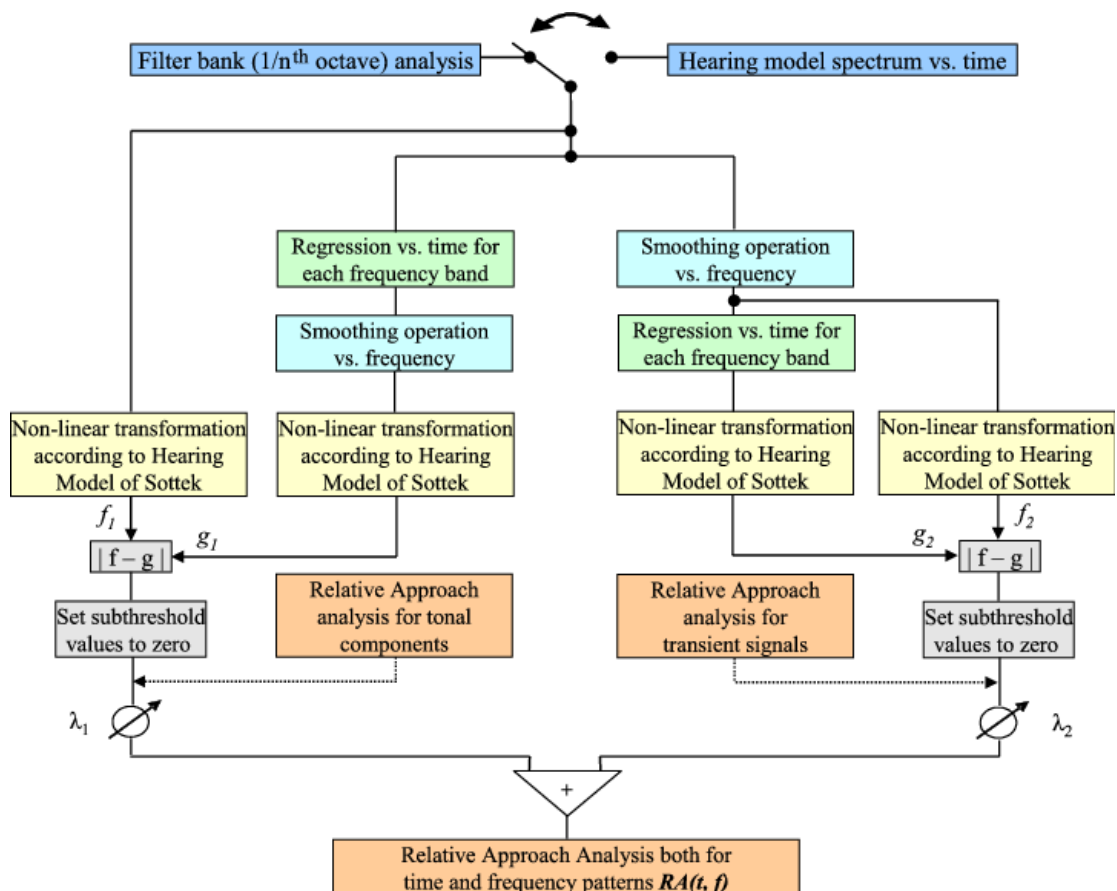 Filter bank (1/nth octave) analysis
Hearing model spectrum vs. time
Regression vs. time for
each frequency band
Smoothing operation
vs. frequency
Smoothing operation
vs. frequency
Regression vs. time for
each frequency band
Non-linear transformation
according to Hearing
Model of Sottek
Non-linear transformation
according to Hearing
Model of Sottek
Non-linear transformation
according to Hearing
Model of Sottek
Non-linear transformation
according to Hearing
Model of Sottek
f1
g1
g2
f2
| f – g |
| f – g |
Set subthreshold
values to zero
Relative Approach
analysis for tonal
components
Relative Approach
analysis for
transient signals
Set subthreshold
values to zero
λ1
λ2
+
Relative Approach Analysis both for
time and frequency patterns RA(t, f)